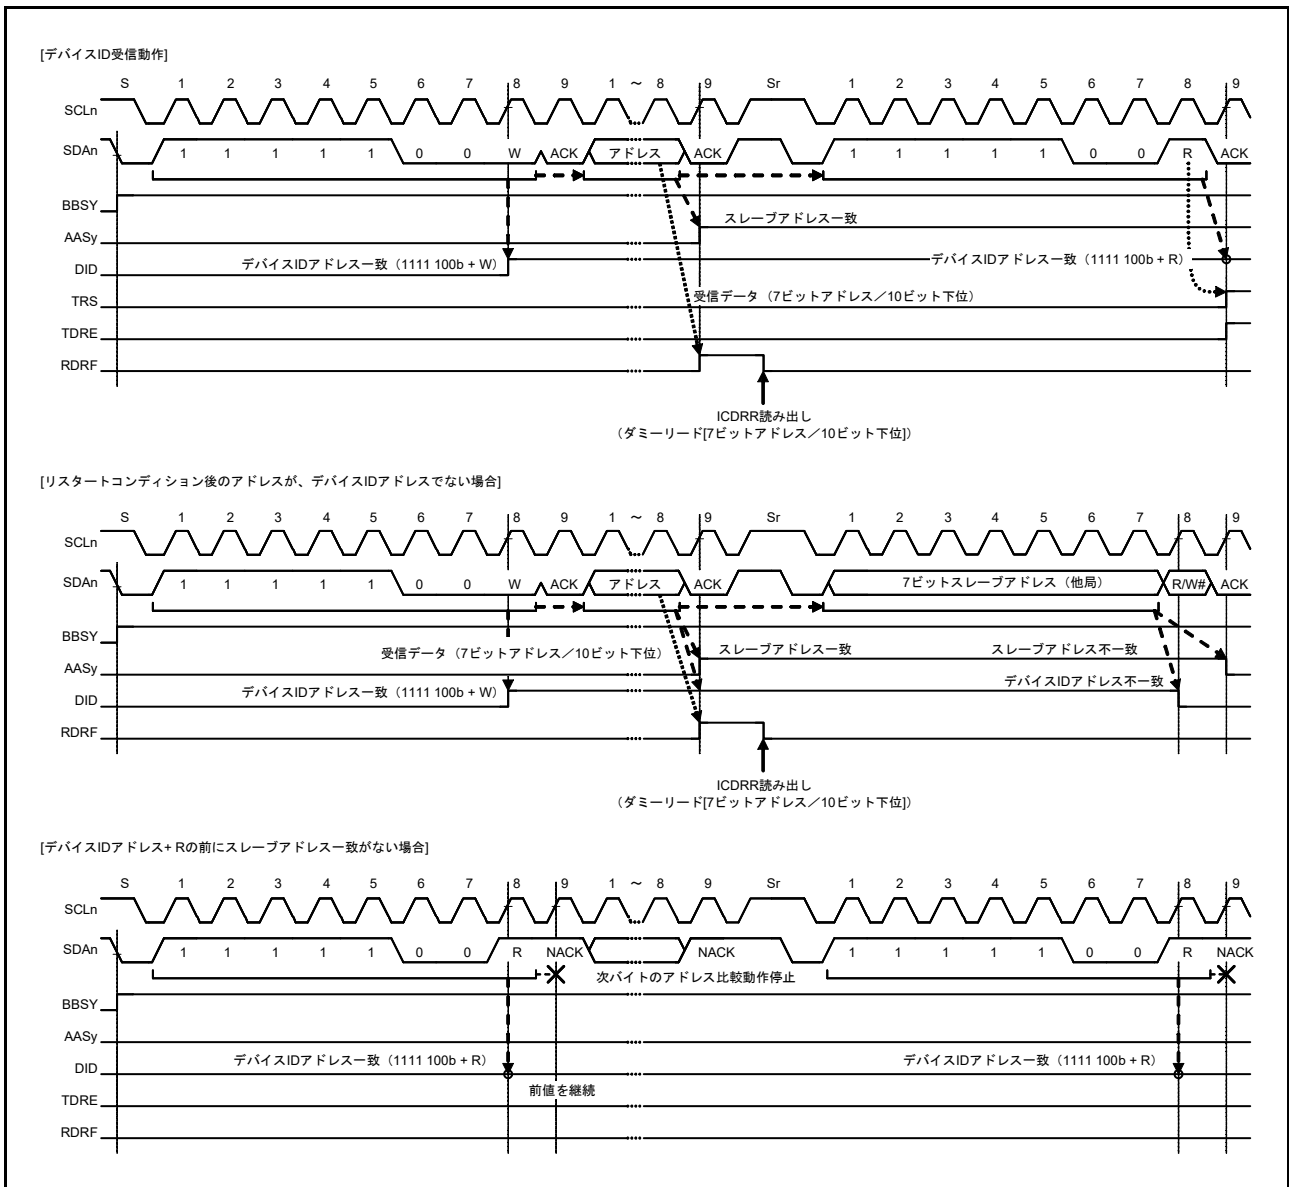 [デバイスID受信動作]
S 1 2 3 4 5 6 7 8 9 1 ～ 8 9 Sr 1 2 3 4 5 6 7 8 9
SCLn
SDAn 1 1 1 1 1 0 0 W ACK アドレス ACK 1 1 1 1 1 0 0 R ACK
BBSY
スレーブアドレス一致
AASy
デバイスIDアドレス一致（1111 100b + W） デバイスIDアドレス一致（1111 100b + R）
DID
受信データ（7ビットアドレス／10ビット下位）
TRS
TDRE
RDRF
ICDRR読み出し
（ダミーリード[7ビットアドレス／10ビット下位]）
[リスタートコンディション後のアドレスが、デバイスIDアドレスでない場合]
S 1 2 3 4 5 6 7 8 9 1 ～ 8 9 Sr 1 2 3 4 5 6 7 8 9
SCLn
SDAn 1 1 1 1 1 0 0 W ACK アドレス ACK 7ビットスレーブアドレス（他局） R/W# ACK
BBSY
受信データ（7ビットアドレス／10ビット下位） スレーブアドレス一致 スレーブアドレス不一致
AASy
デバイスIDアドレス一致（1111 100b + W） デバイスIDアドレス不一致
DID
RDRF
ICDRR読み出し
（ダミーリード[7ビットアドレス／10ビット下位]）
[デバイスIDアドレス+ Rの前にスレーブアドレス一致がない場合]
S 1 2 3 4 5 6 7 8 9 1 ～ 8 9 Sr 1 2 3 4 5 6 7 8 9
SCLn
SDAn 1 1 1 1 1 0 0 R NACK NACK 1 1 1 1 1 0 0 R NACK
次バイトのアドレス比較動作停止
BBSY
AASy
デバイスIDアドレス一致（1111 100b + R） デバイスIDアドレス一致（1111 100b + R）
DID
前値を継続
TDRE
RDRF